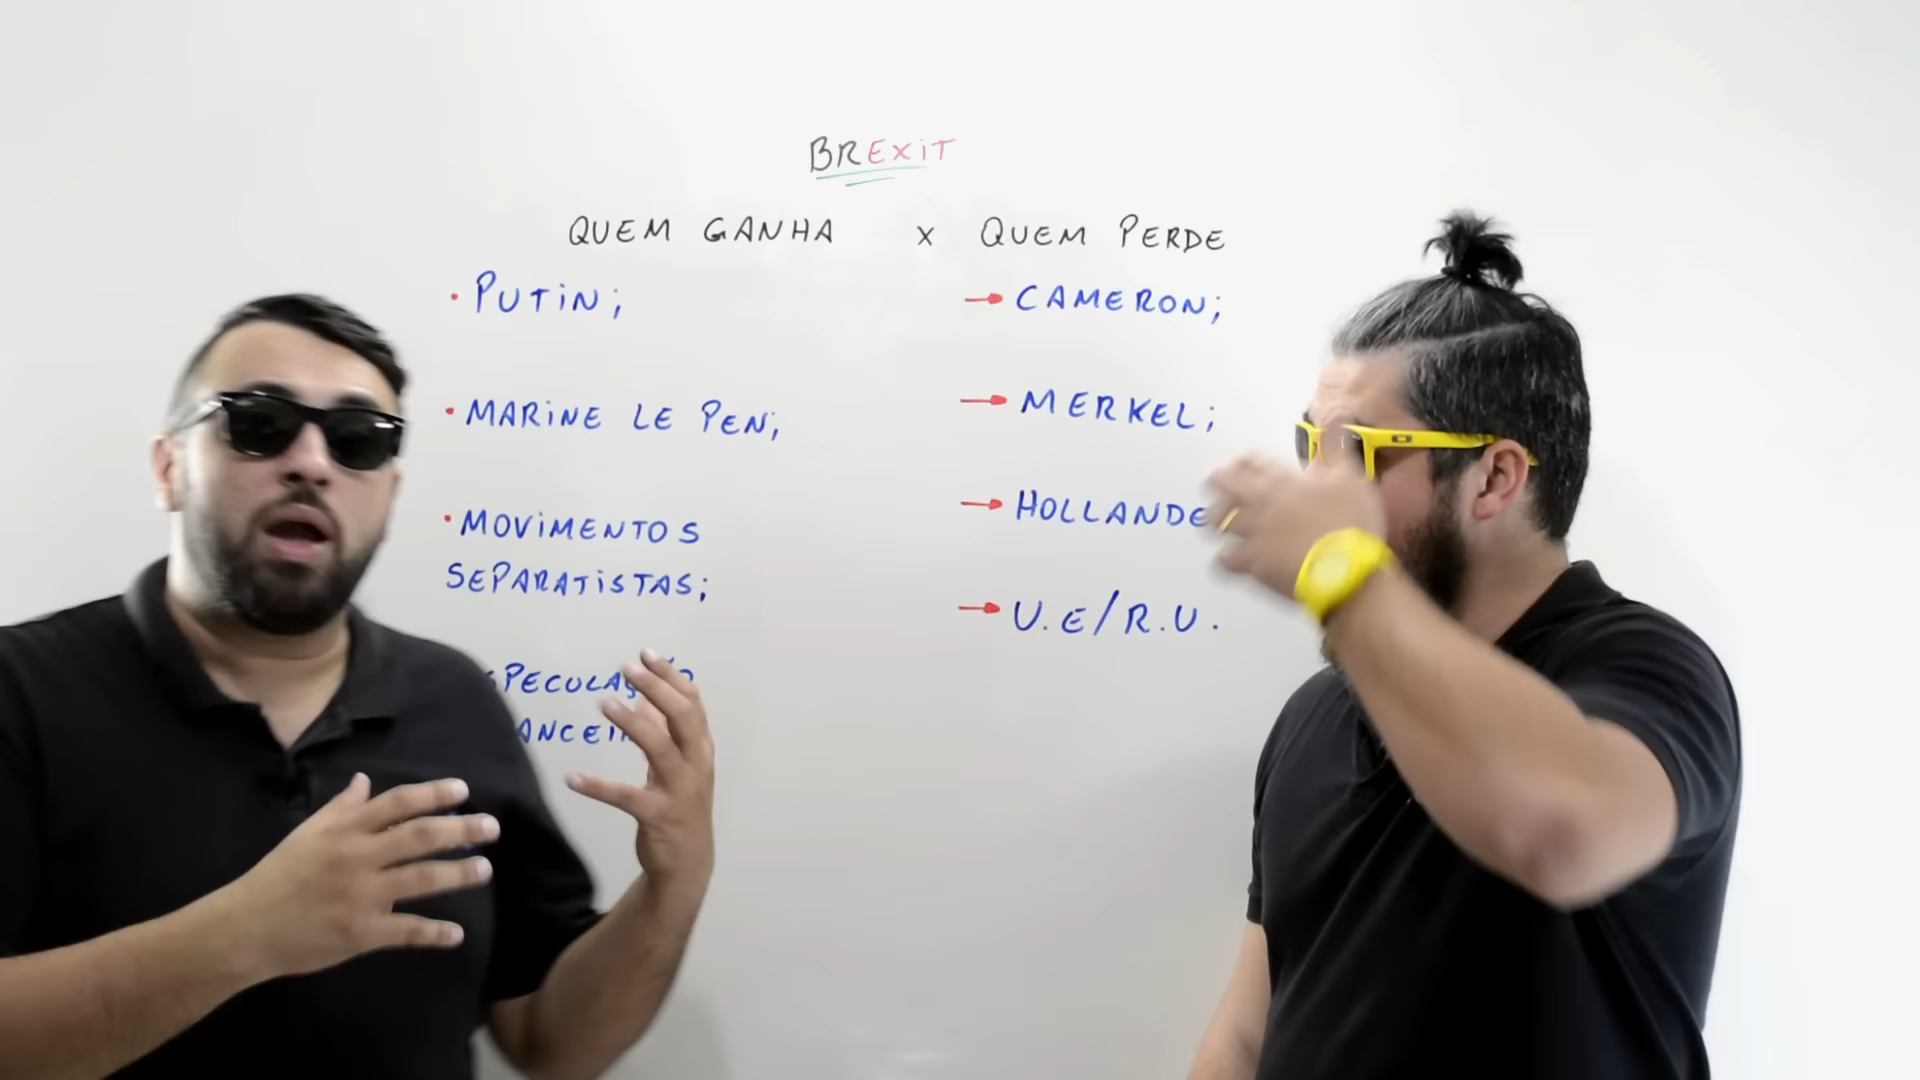 BREXIT
QUEM GANHA x QUEM PERDE
• PUTIN;
→ CAMERON;
• MARINE LE PEN;
→ MERKEL;
• MOVIMENTOS
SEPARATISTAS;
→ HOLLANDE
→ U.E/R.U.